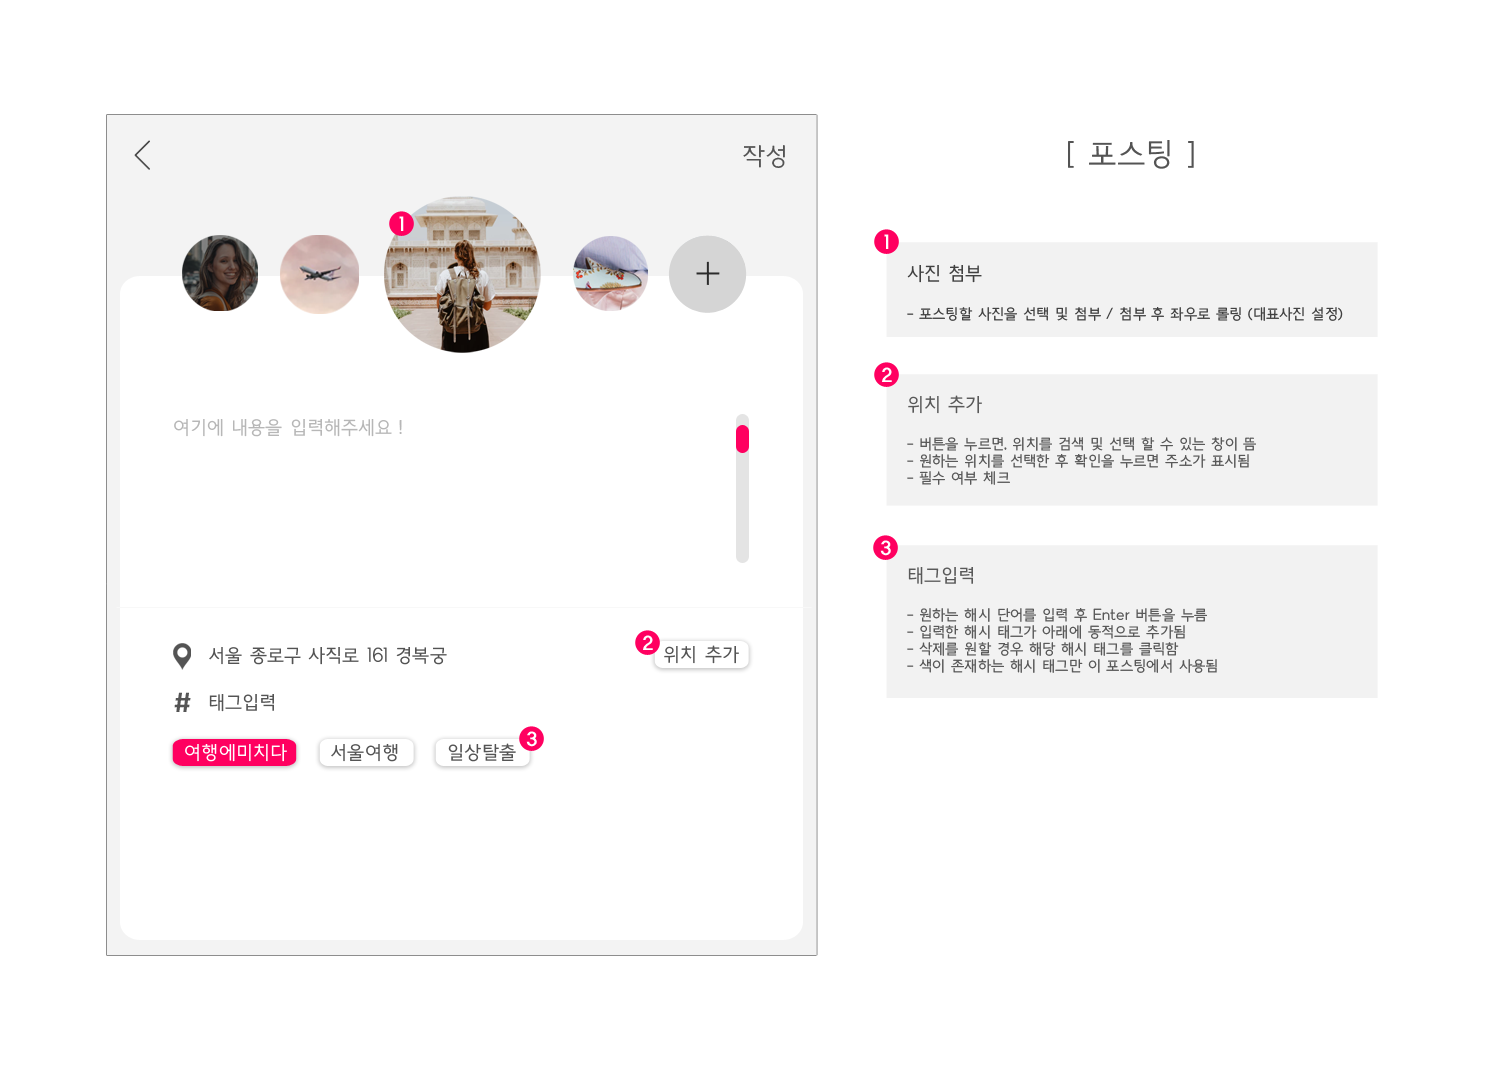 작성
1
여기에 내용을 입력해주세요 !
서울 종로구 사직로 161 경복궁
2
위치 추가
# 태그입력
여행에미치다
서울여행
일상탈출
3
[ 포스팅 ]
1
사진 첨부
- 포스팅할 사진을 선택 및 첨부 / 첨부 후 좌우로 롤링 (대표사진 설정)
2
위치 추가
- 버튼을 누르면, 위치를 검색 및 선택 할 수 있는 창이 뜸
- 원하는 위치를 선택한 후 확인을 누르면 주소가 표시됨
- 필수 여부 체크
3
태그입력
- 원하는 해시 단어를 입력 후 Enter 버튼을 누름
- 입력한 해시 태그가 아래에 동적으로 추가됨
- 삭제를 원할 경우 해당 해시 태그를 클릭함
- 색이 존재하는 해시 태그만 이 포스팅에서 사용됨